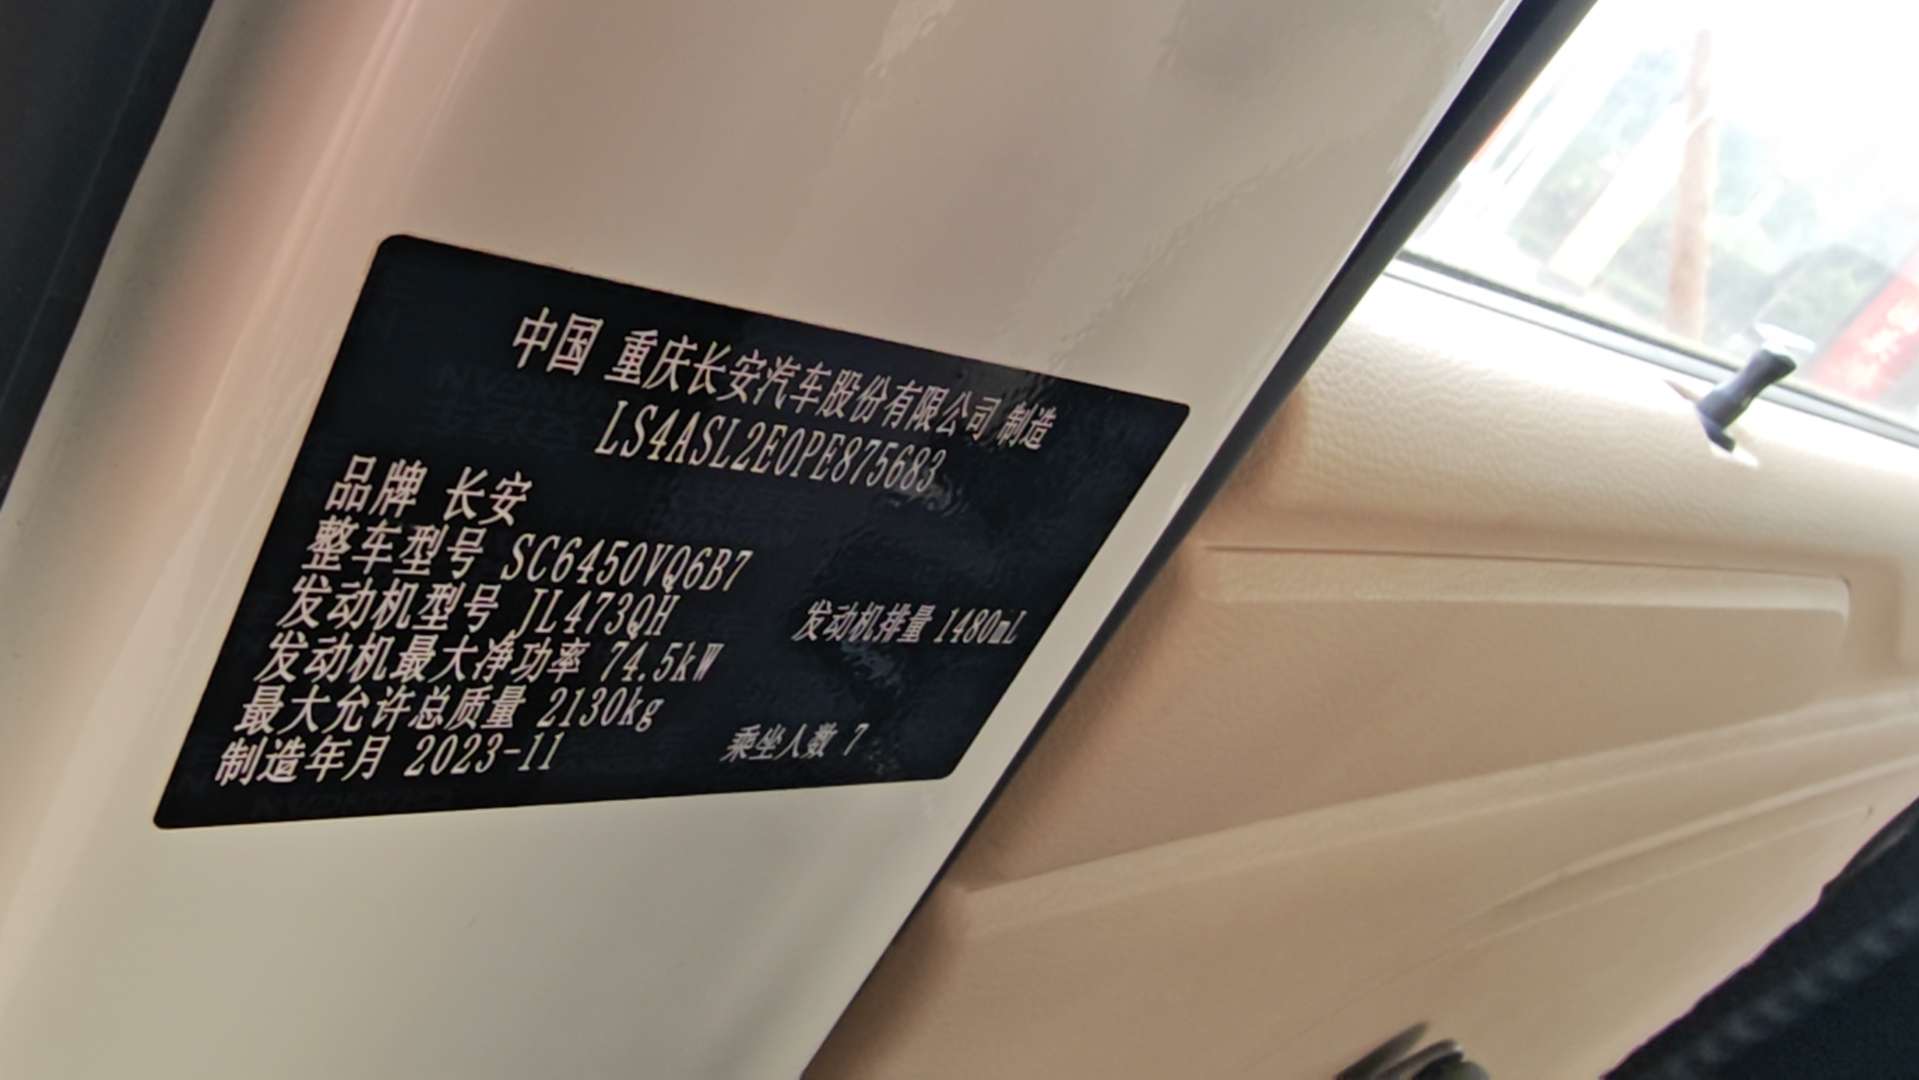 中国 重庆长安汽车股份有限公司 制造
LS4ASL2E0PE875683
品牌 长安
整车型号 SC6450VQ6B7
发动机型号 JL473QH 发动机排量 1480mL
发动机最大净功率 74.5kW
最大允许总质量 2130kg
制造年月 2023-11 乘坐人数 7